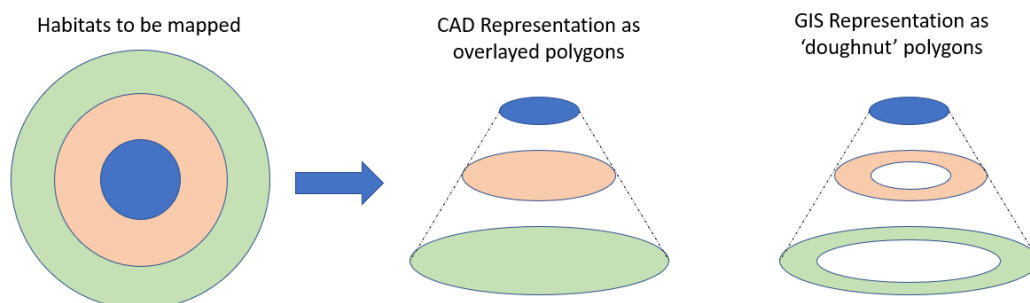 Habitats to be mapped
CAD Representation as
overlayed polygons
GIS Representation as
‘doughnut’ polygons